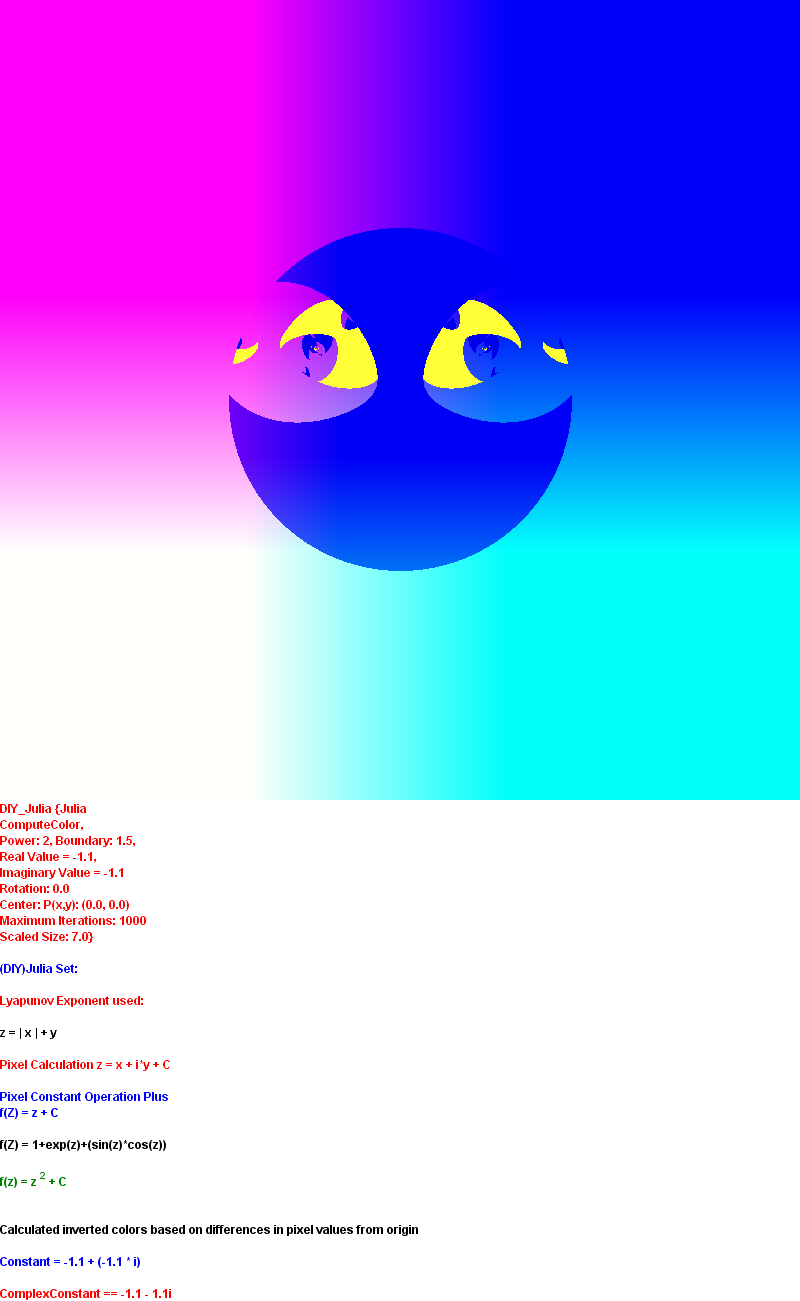 DIY_Julia {Julia
ComputeColor,
Power: 2, Boundary: 1.5,
Real Value = -1.1,
Imaginary Value = -1.1
Rotation: 0.0
Center: P(x,y): (0.0, 0.0)
Maximum Iterations: 1000
Scaled Size: 7.0}
(DIY)Julia Set:
Lyapunov Exponent used:
z = | x | + y
Pixel Calculation z = x + i*y + C
Pixel Constant Operation Plus
f(Z) = z + C
f(Z) = 1+exp(z)+(sin(z)*cos(z))
f(z) = z ² + C
Calculated inverted colors based on differences in pixel values from origin
Constant = -1.1 + (-1.1 * i)
ComplexConstant == -1.1 - 1.1i